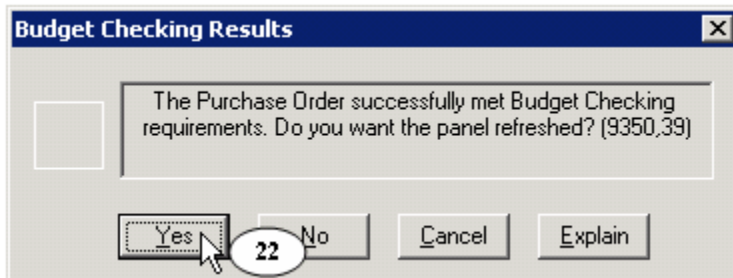 Budget Checking Results
The Purchase Order successfully met Budget Checking
requirements. Do you want the panel refreshed? (9350,39)
Yes 22 No Cancel Explain